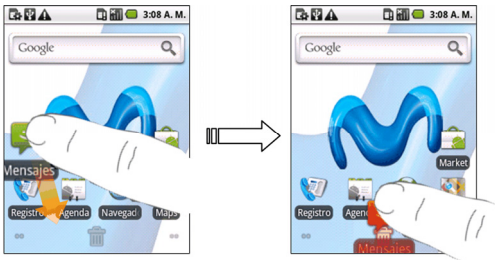 3:08 A. M.
Google
Mensajes
Registro Agenda Navegad Maps
3:08 A. M.
Google
Market
Registro Agen
Mensajes